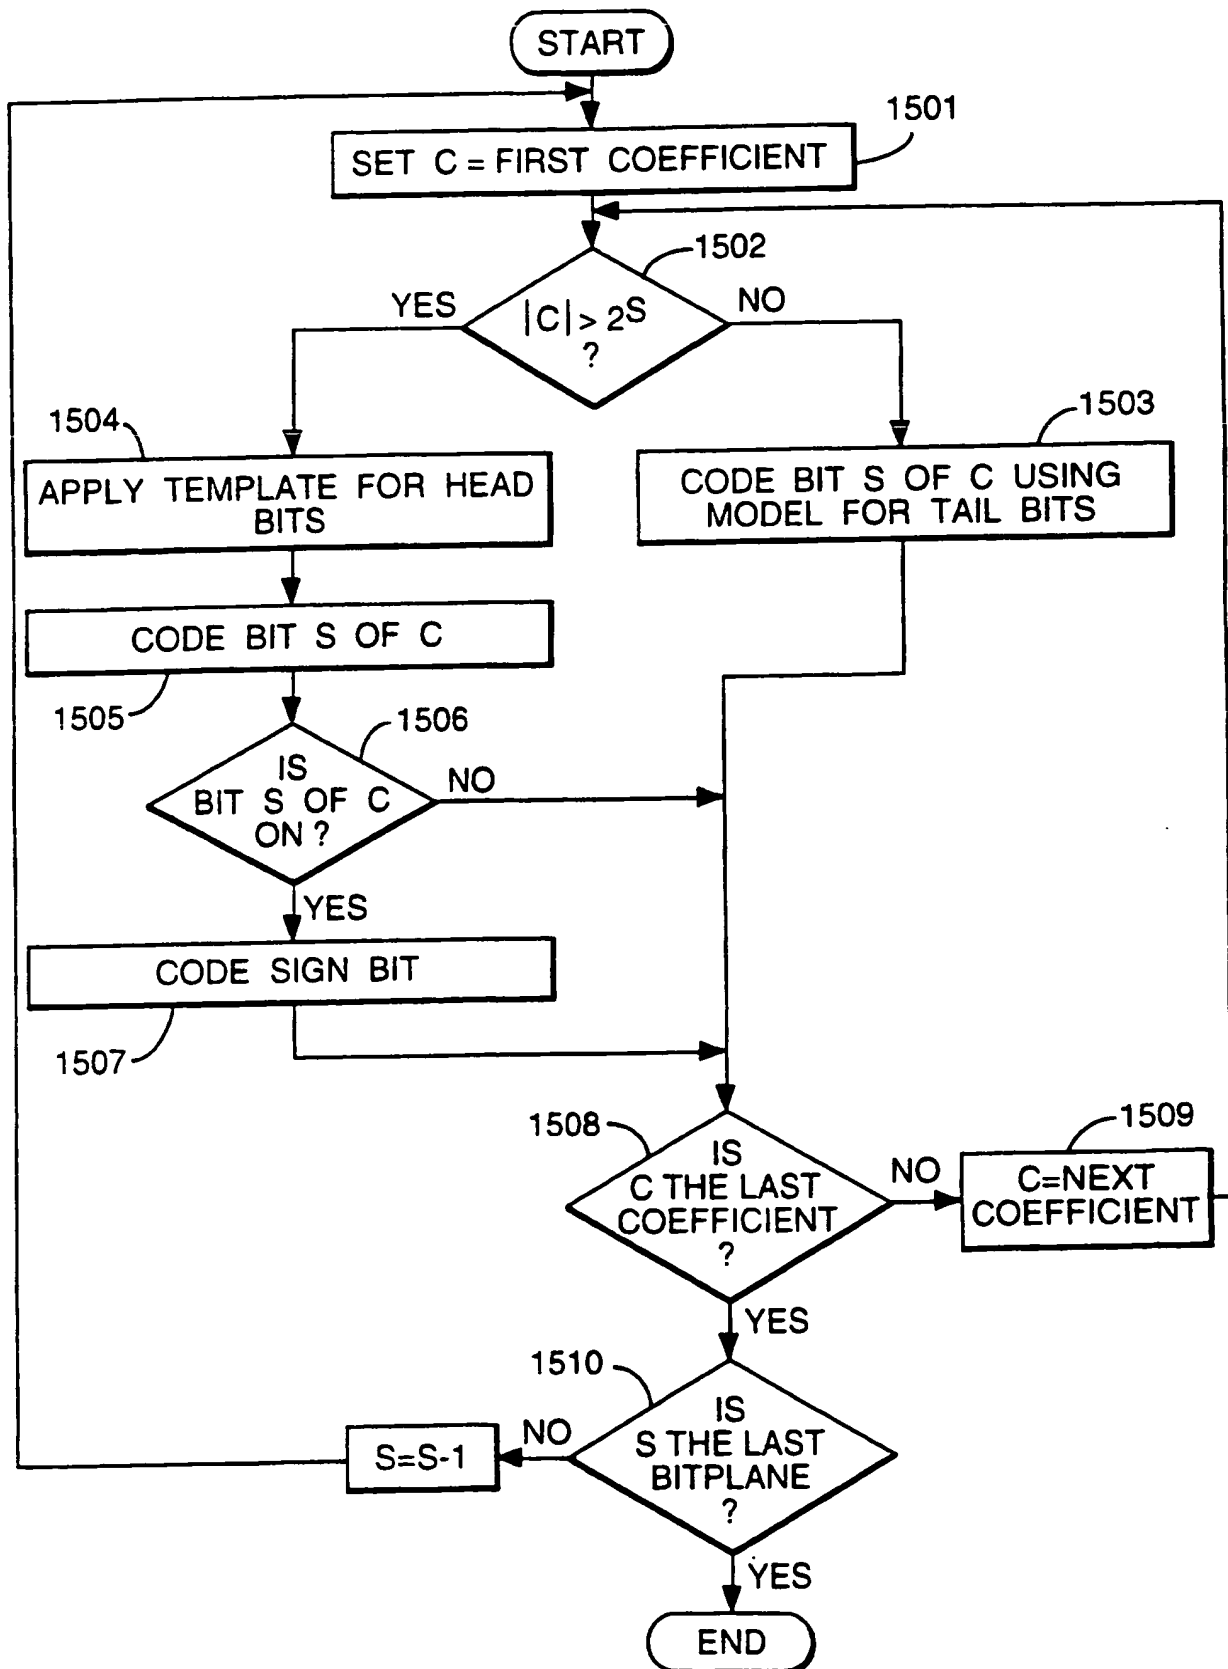 START
1501
SET C = FIRST COEFFICIENT
1502
YES
|C| > 2^S
?
NO
1504
1503
APPLY TEMPLATE FOR HEAD
BITS
CODE BIT S OF C USING
MODEL FOR TAIL BITS
CODE BIT S OF C
1505
1506
IS
BIT S OF C
ON ?
NO
YES
CODE SIGN BIT
1507
1508
IS
C THE LAST
COEFFICIENT
?
NO
1509
C=NEXT
COEFFICIENT
YES
1510
IS
S THE LAST
BITPLANE
?
NO
S=S-1
YES
END